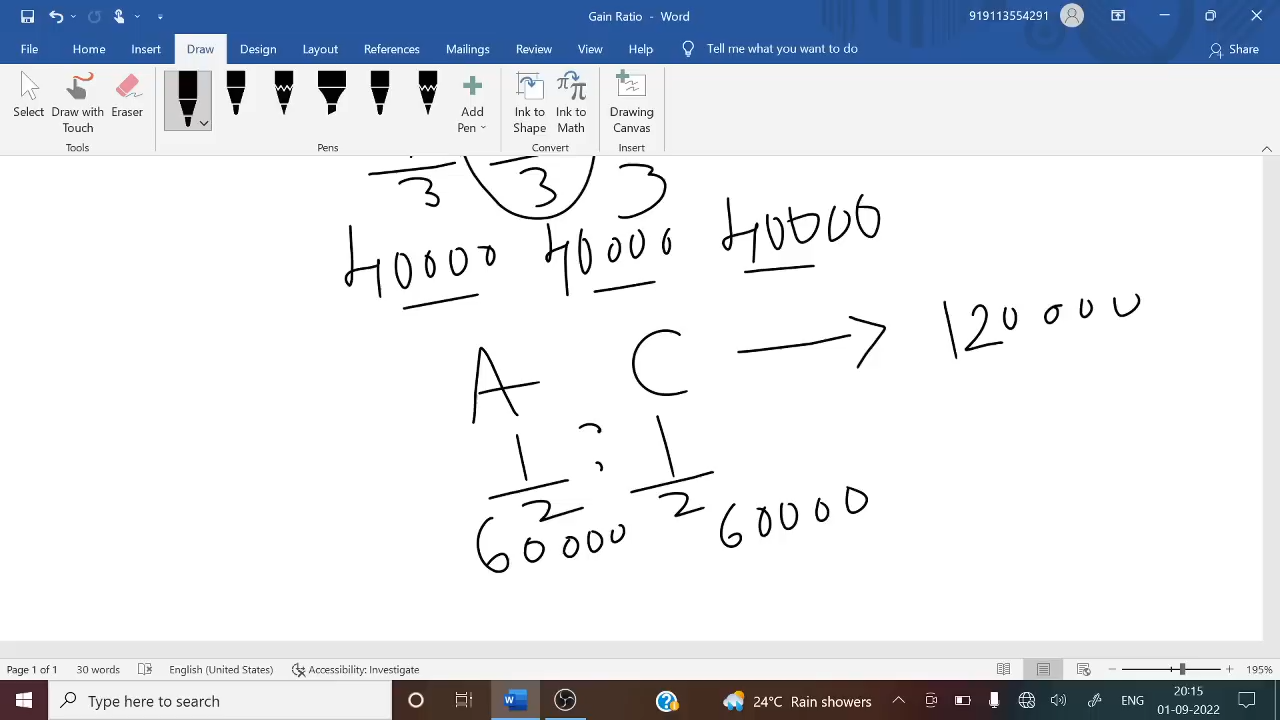 Gain Ratio - Word
919113554291
File Home Insert Draw Design Layout References Mailings Review View Help Tell me what you want to do Share
Select Draw with Touch Eraser Add Pen Ink to Shape Ink to Math Drawing Canvas
Tools Pens Convert Insert
3 3 3
40000 40000 40000
A C → 120000
1/2 : 1/2
60000 60000
Page 1 of 1 30 words English (United States) Accessibility: Investigate 195%
Type here to search 24°C Rain showers ENG 20:15 01-09-2022